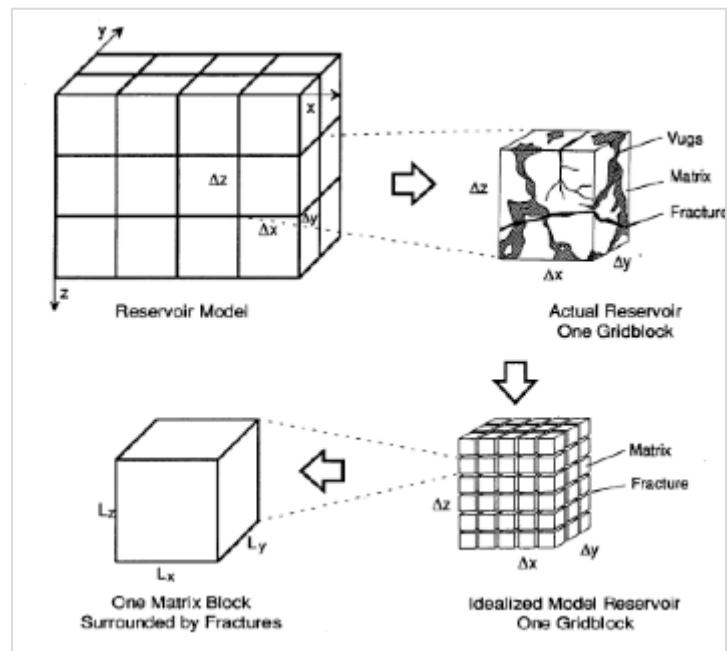 y
x
Δz
Δy
Δx
z
Reservoir Model
Vugs
Matrix
Fracture
Δz
Δy
Δx
Actual Reservoir
One Gridblock
Matrix
Fracture
Δz
Δy
Δx
Idealized Model Reservoir
One Gridblock
Lz
Ly
Lx
One Matrix Block
Surrounded by Fractures